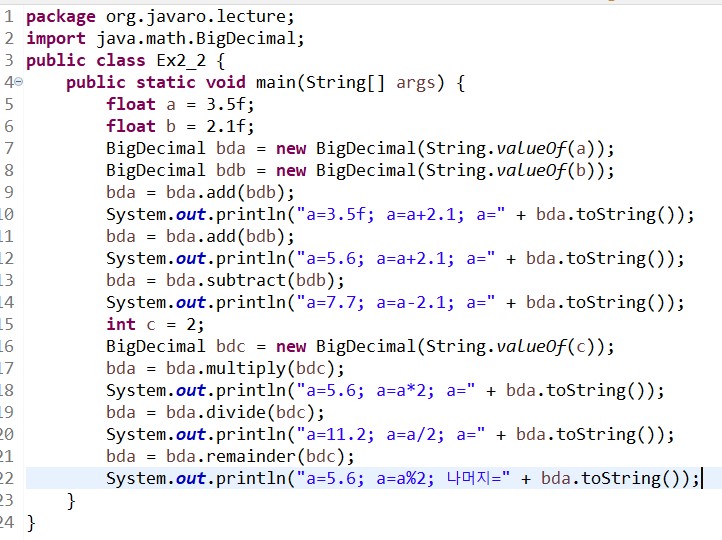 1 package org.javaro.lecture;
2 import java.math.BigDecimal;
3 public class Ex2_2 {
4 public static void main(String[] args) {
5 float a = 3.5f;
6 float b = 2.1f;
7 BigDecimal bda = new BigDecimal(String.valueOf(a));
8 BigDecimal bdb = new BigDecimal(String.valueOf(b));
9 bda = bda.add(bdb);
10 System.out.println("a=3.5f; a=a+2.1; a=" + bda.toString());
11 bda = bda.add(bdb);
12 System.out.println("a=5.6; a=a+2.1; a=" + bda.toString());
13 bda = bda.subtract(bdb);
14 System.out.println("a=7.7; a=a-2.1; a=" + bda.toString());
15 int c = 2;
16 BigDecimal bdc = new BigDecimal(String.valueOf(c));
17 bda = bda.multiply(bdc);
18 System.out.println("a=5.6; a=a*2; a=" + bda.toString());
19 bda = bda.divide(bdc);
20 System.out.println("a=11.2; a=a/2; a=" + bda.toString());
21 bda = bda.remainder(bdc);
22 System.out.println("a=5.6; a=a%2; 나머지=" + bda.toString());
23 }
24 }